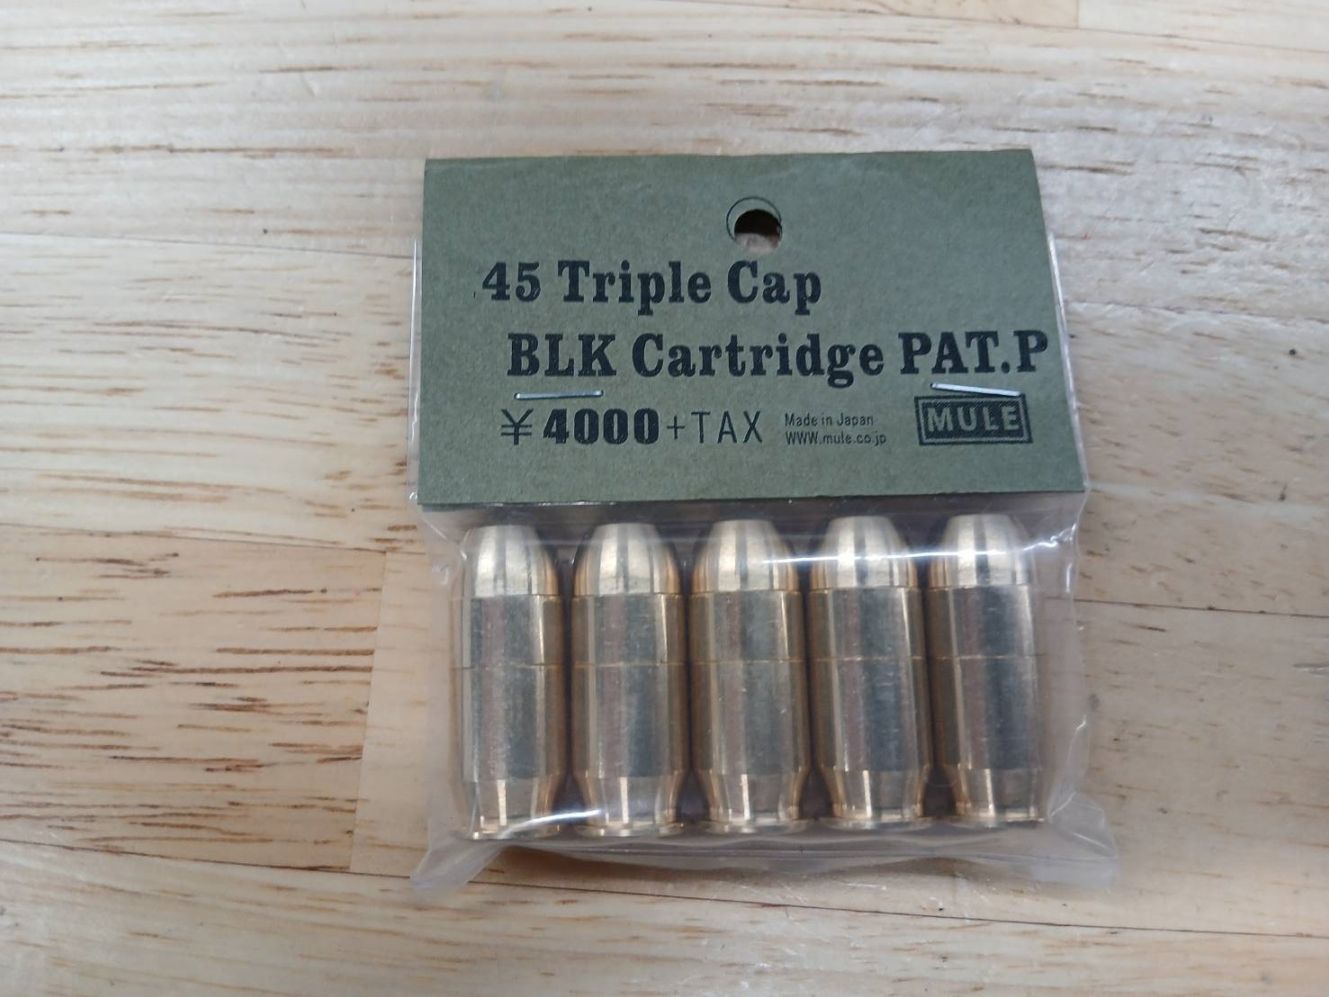 45 Triple Cap
BLK Cartridge PAT.P
¥4000+TAX
Made in Japan
WWW.mule.co.jp
MULE